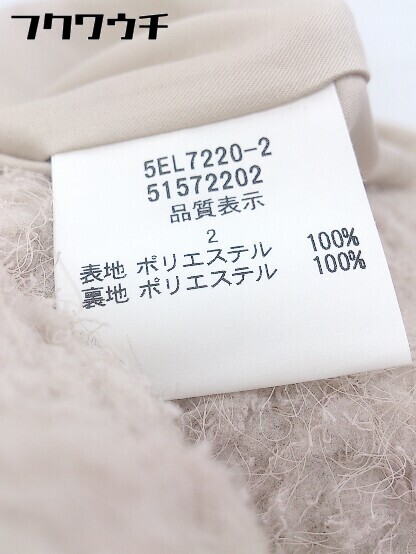 フクワウチ
5EL7220-2
51572202
品質表示
2
表地 ポリエステル 100%
裏地 ポリエステル 100%